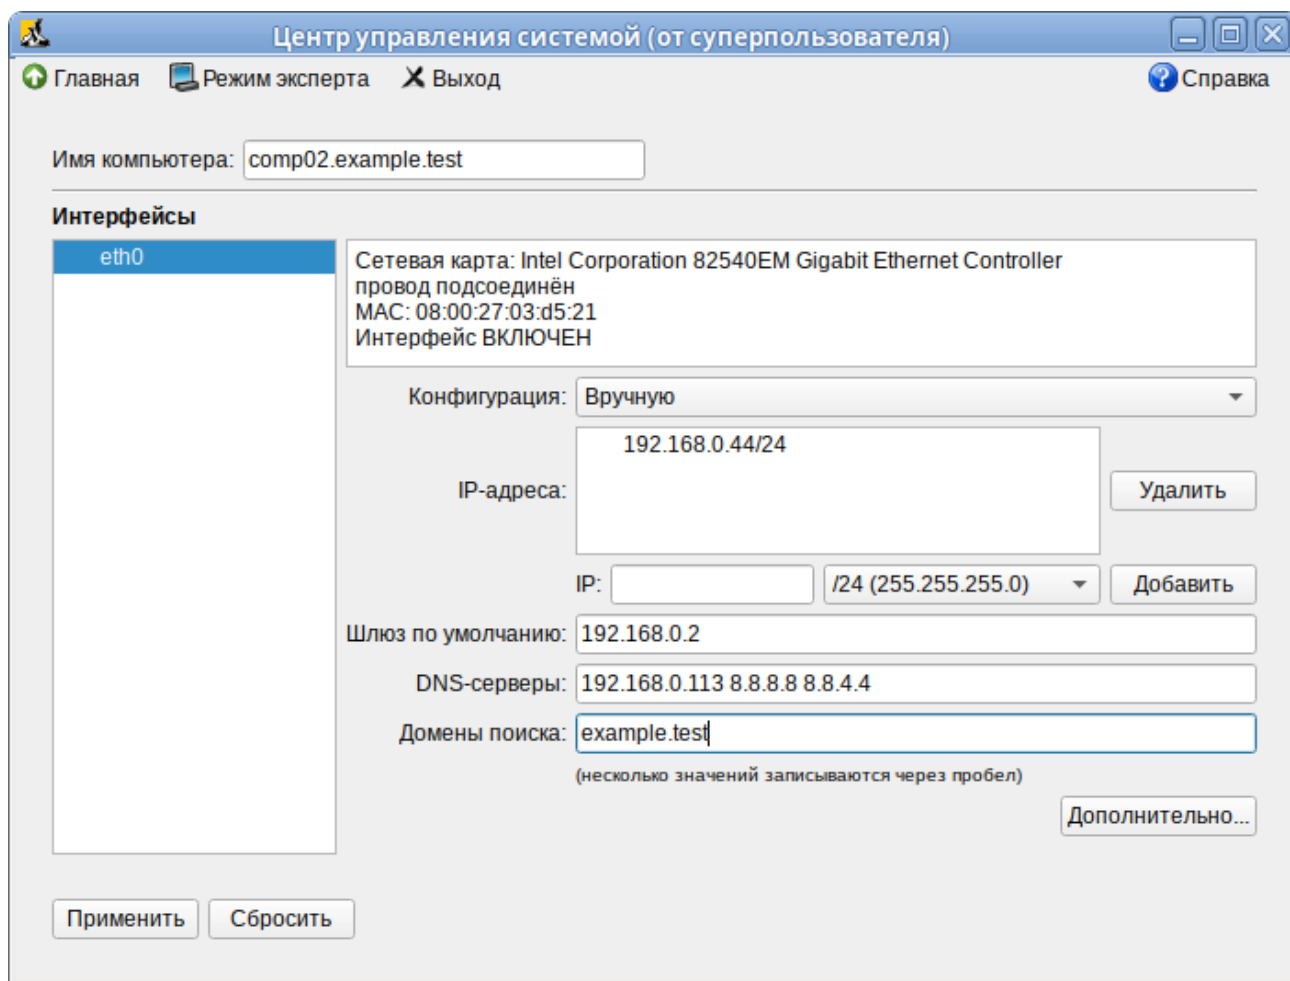 Центр управления системой (от суперпользователя)
Главная Режим эксперта Выход Справка
Имя компьютера: comp02.example.test
Интерфейсы
eth0
Сетевая карта: Intel Corporation 82540EM Gigabit Ethernet Controller
провод подсоединён
MAC: 08:00:27:03:d5:21
Интерфейс ВКЛЮЧЕН
Конфигурация: Вручную
192.168.0.44/24
IP-адреса: Удалить
IP: /24 (255.255.255.0) Добавить
Шлюз по умолчанию: 192.168.0.2
DNS-серверы: 192.168.0.113 8.8.8.8 8.8.4.4
Домены поиска: example.test
(несколько значений записываются через пробел)
Дополнительно...
Применить Сбросить